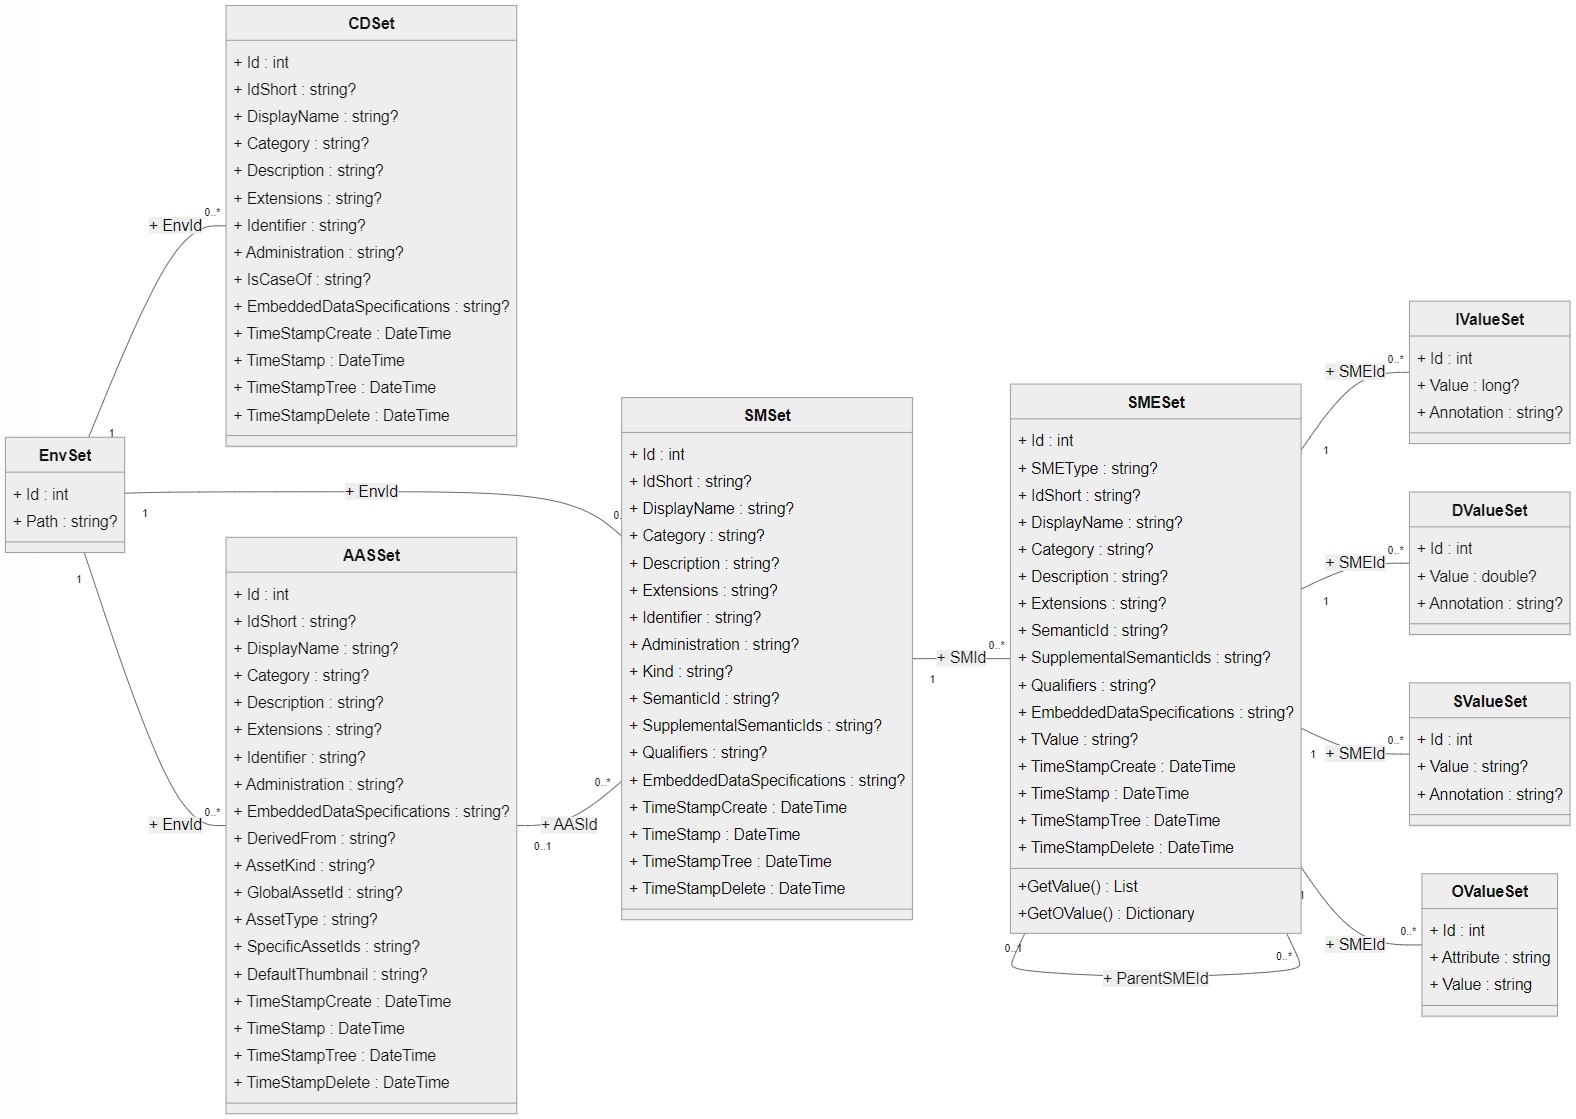 CDSet
+ Id : int
+ IdShort : string?
+ DisplayName : string?
+ Category : string?
+ Description : string?
+ Extensions : string?
+ Identifier : string?
+ Administration : string?
+ IsCaseOf : string?
+ EmbeddedDataSpecifications : string?
+ TimeStampCreate : DateTime
+ TimeStamp : DateTime
+ TimeStampTree : DateTime
+ TimeStampDelete : DateTime
+ EnvId
0..*
1
EnvSet
+ Id : int
+ Path : string?
1
+ EnvId
0.
1
+ EnvId
0..*
AASSet
+ Id : int
+ IdShort : string?
+ DisplayName : string?
+ Category : string?
+ Description : string?
+ Extensions : string?
+ Identifier : string?
+ Administration : string?
+ EmbeddedDataSpecifications : string?
+ DerivedFrom : string?
+ AssetKind : string?
+ GlobalAssetId : string?
+ AssetType : string?
+ SpecificAssetIds : string?
+ DefaultThumbnail : string?
+ TimeStampCreate : DateTime
+ TimeStamp : DateTime
+ TimeStampTree : DateTime
+ TimeStampDelete : DateTime
0..*
+ AASId
0..1
SMSet
+ Id : int
+ IdShort : string?
+ DisplayName : string?
+ Category : string?
+ Description : string?
+ Extensions : string?
+ Identifier : string?
+ Administration : string?
+ Kind : string?
+ SemanticId : string?
+ SupplementalSemanticIds : string?
+ Qualifiers : string?
+ EmbeddedDataSpecifications : string?
+ TimeStampCreate : DateTime
+ TimeStamp : DateTime
+ TimeStampTree : DateTime
+ TimeStampDelete : DateTime
0..*
+ SMId
1
SMESet
+ Id : int
+ SMEType : string?
+ IdShort : string?
+ DisplayName : string?
+ Category : string?
+ Description : string?
+ Extensions : string?
+ SemanticId : string?
+ SupplementalSemanticIds : string?
+ Qualifiers : string?
+ EmbeddedDataSpecifications : string?
+ TValue : string?
+ TimeStampCreate : DateTime
+ TimeStamp : DateTime
+ TimeStampTree : DateTime
+ TimeStampDelete : DateTime
+GetValue() : List
+GetOValue() : Dictionary
0..1
0..*
+ ParentSMEId
0..*
+ SMEId
1
IValueSet
+ Id : int
+ Value : long?
+ Annotation : string?
0..*
+ SMEId
1
DValueSet
+ Id : int
+ Value : double?
+ Annotation : string?
0..*
1
+ SMEId
SValueSet
+ Id : int
+ Value : string?
+ Annotation : string?
1
0..*
+ SMEId
OValueSet
+ Id : int
+ Attribute : string
+ Value : string